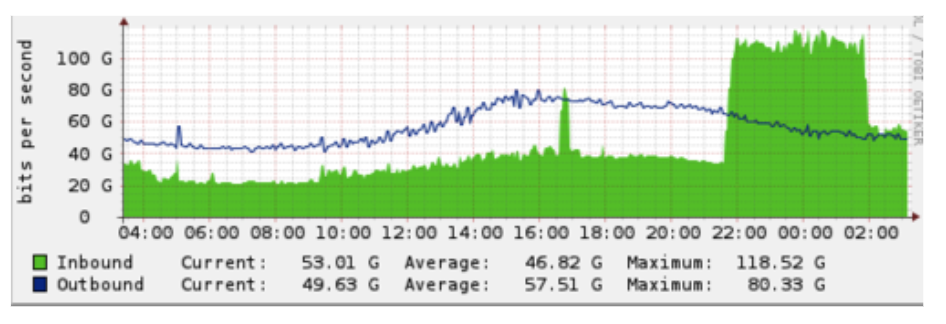 bits per second
100 G
80 G
60 G
40 G
20 G
0
04:00 06:00 08:00 10:00 12:00 14:00 16:00 18:00 20:00 22:00 00:00 02:00
Inbound Current: 53.01 G Average: 46.82 G Maximum: 118.52 G
Outbound Current: 49.63 G Average: 57.51 G Maximum: 80.33 G
/ TOBI OETIKER